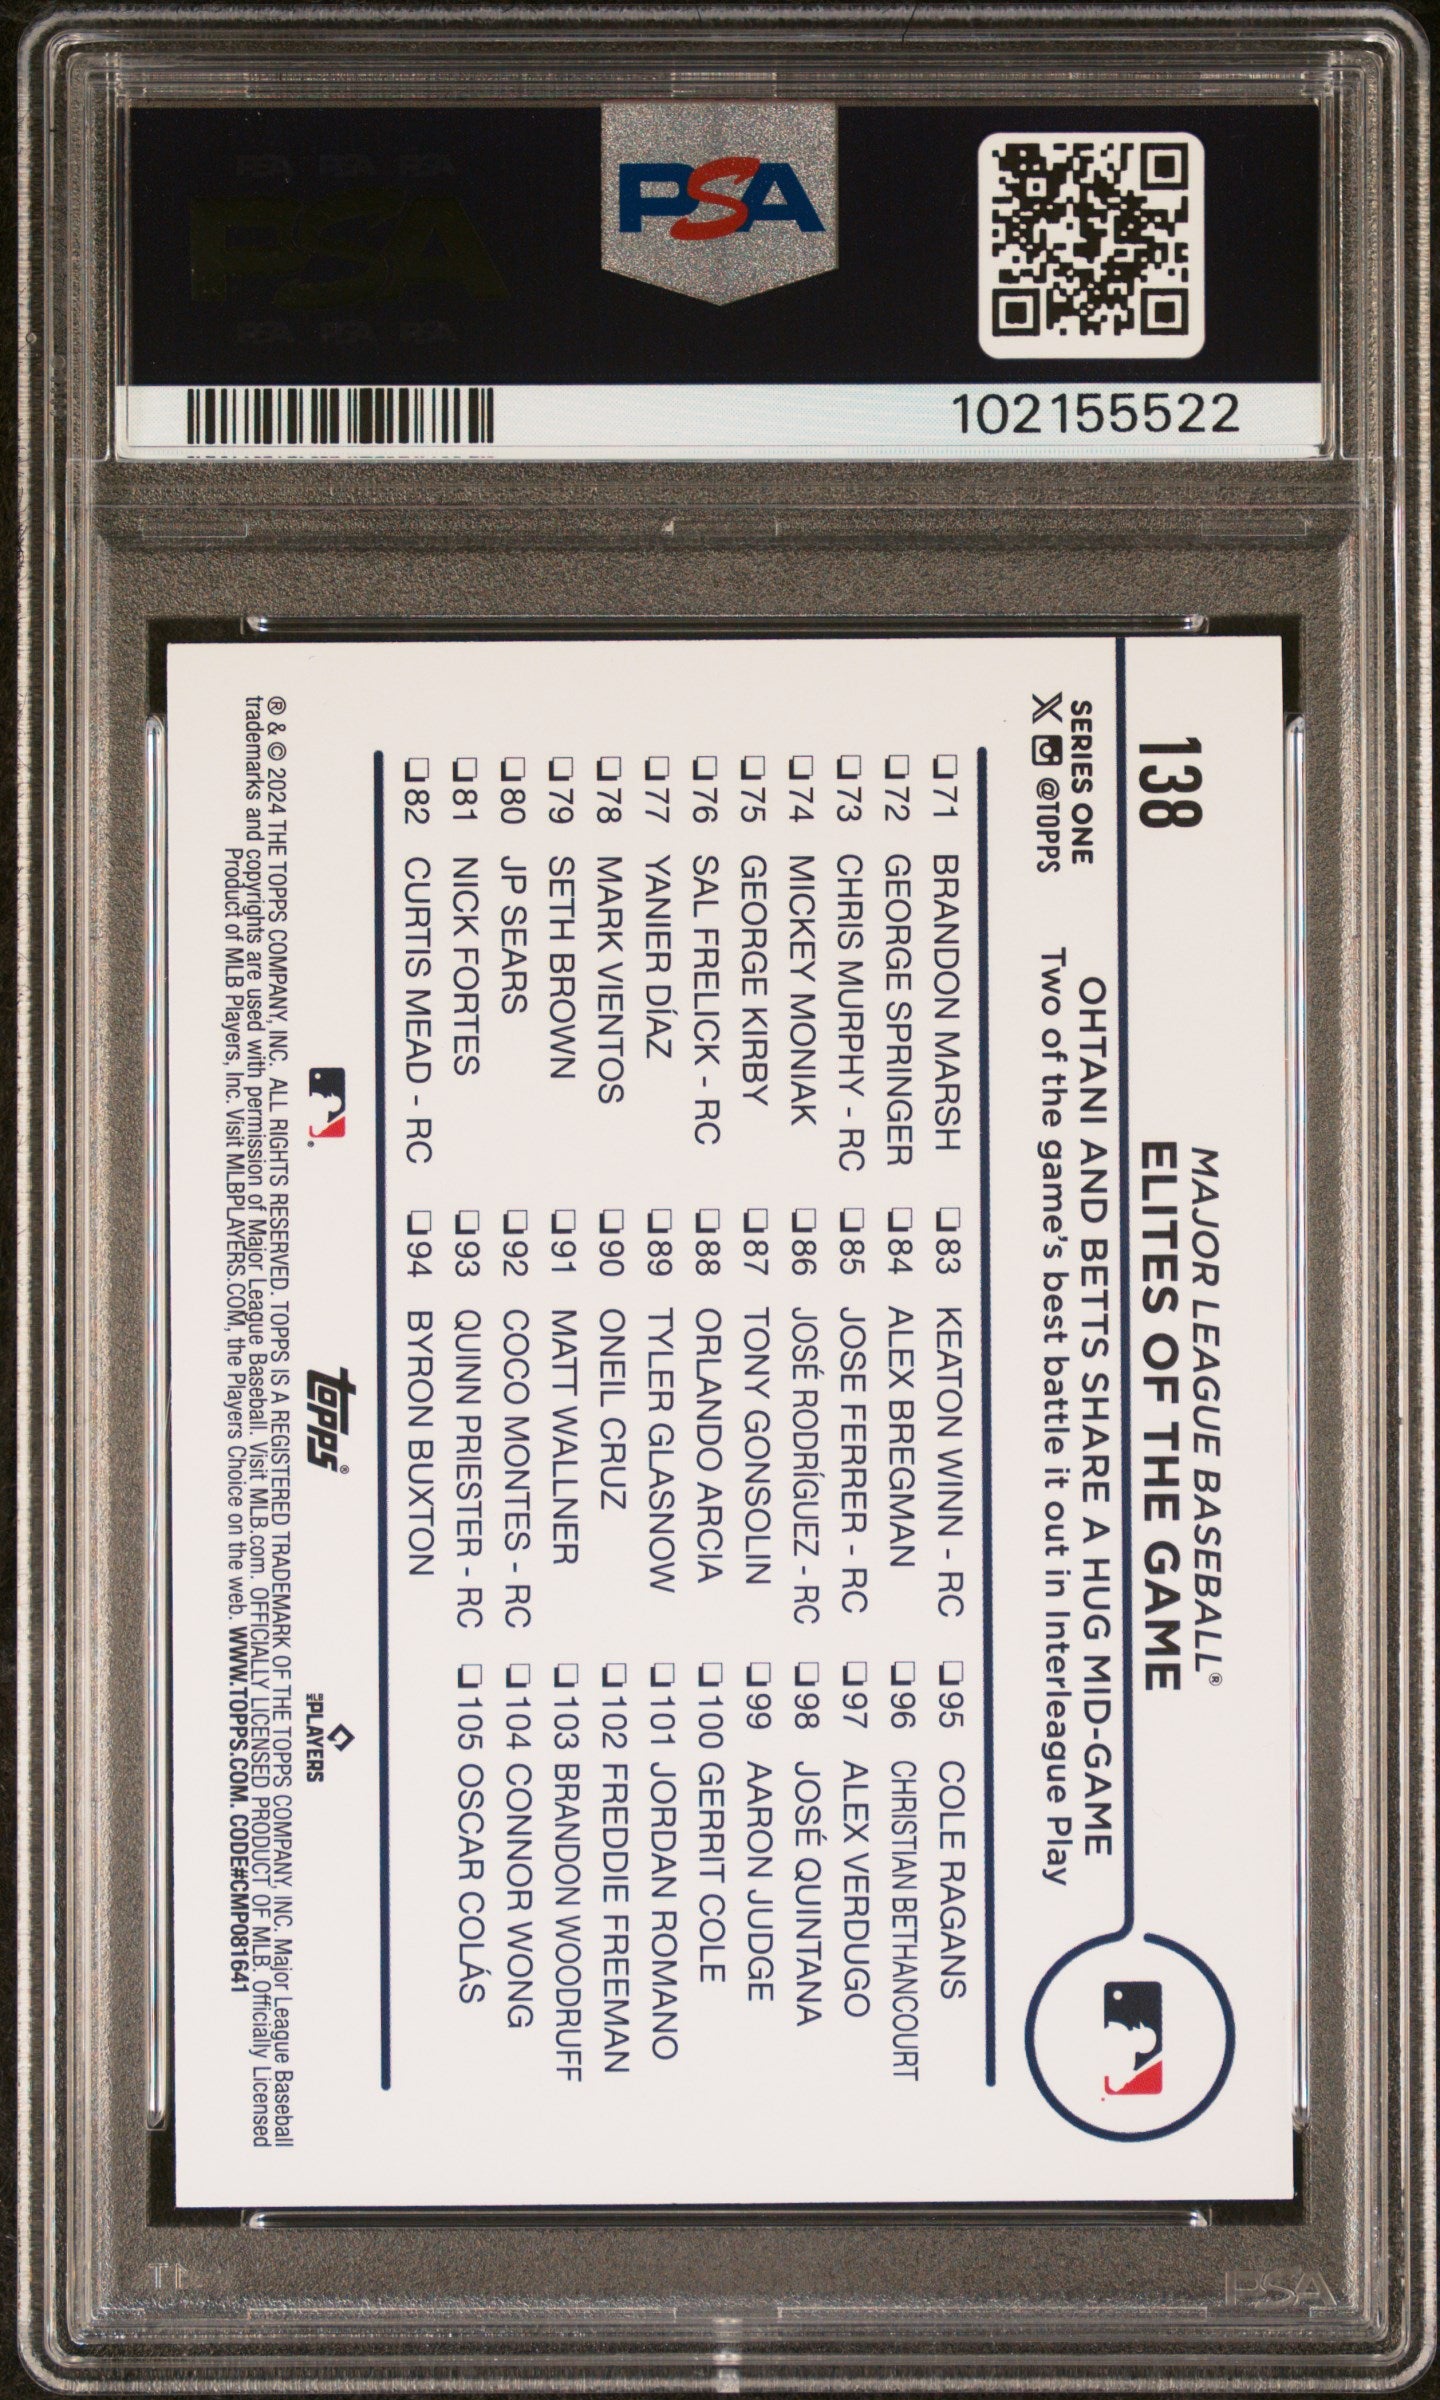 PSA PSA PSA
PSA
PSA PSA PSA
PSA
102155522
138
MAJOR LEAGUE BASEBALL®
ELITES OF THE GAME
SERIES ONE
X @TOPPS
OHTANI AND BETTS SHARE A HUG MID-GAME
Two of the game's best battle it out in Interleague Play
❑71 BRANDON MARSH
❑72 GEORGE SPRINGER
❑73 CHRIS MURPHY - RC
❑74 MICKEY MONIAK
❑75 GEORGE KIRBY
❑76 SAL FRELICK - RC
❑77 YANIER DÍAZ
❑78 MARK VIENTOS
❑79 SETH BROWN
❑80 JP SEARS
❑81 NICK FORTES
❑82 CURTIS MEAD - RC
❑83 KEATON WINN - RC
❑84 ALEX BREGMAN
❑85 JOSE FERRER - RC
❑86 JOSÉ RODRÍGUEZ - RC
❑87 TONY GONSOLIN
❑88 ORLANDO ARCIA
❑89 TYLER GLASNOW
❑90 ONEIL CRUZ
❑91 MATT WALLNER
❑92 COCO MONTES - RC
❑93 QUINN PRIESTER - RC
❑94 BYRON BUXTON
❑95 COLE RAGANS
❑96 CHRISTIAN BETHANCOURT
❑97 ALEX VERDUGO
❑98 JOSÉ QUINTANA
❑99 AARON JUDGE
❑100 GERRIT COLE
❑101 JORDAN ROMANO
❑102 FREDDIE FREEMAN
❑103 BRANDON WOODRUFF
❑104 CONNOR WONG
❑105 OSCAR COLÁS
topps®
MLB PLAYERS
® & © 2024 THE TOPPS COMPANY, INC. ALL RIGHTS RESERVED. TOPPS IS A REGISTERED TRADEMARK OF THE TOPPS COMPANY, INC. Major League Baseball
trademarks and copyrights are used with permission of Major League Baseball. Visit MLB.com. OFFICIALLY LICENSED PRODUCT OF MLB. Officially Licensed
Product of MLB Players, Inc. Visit MLBPLAYERS.COM, the Players Choice on the web. WWW.TOPPS.COM. CODE#CMP081641
PSA